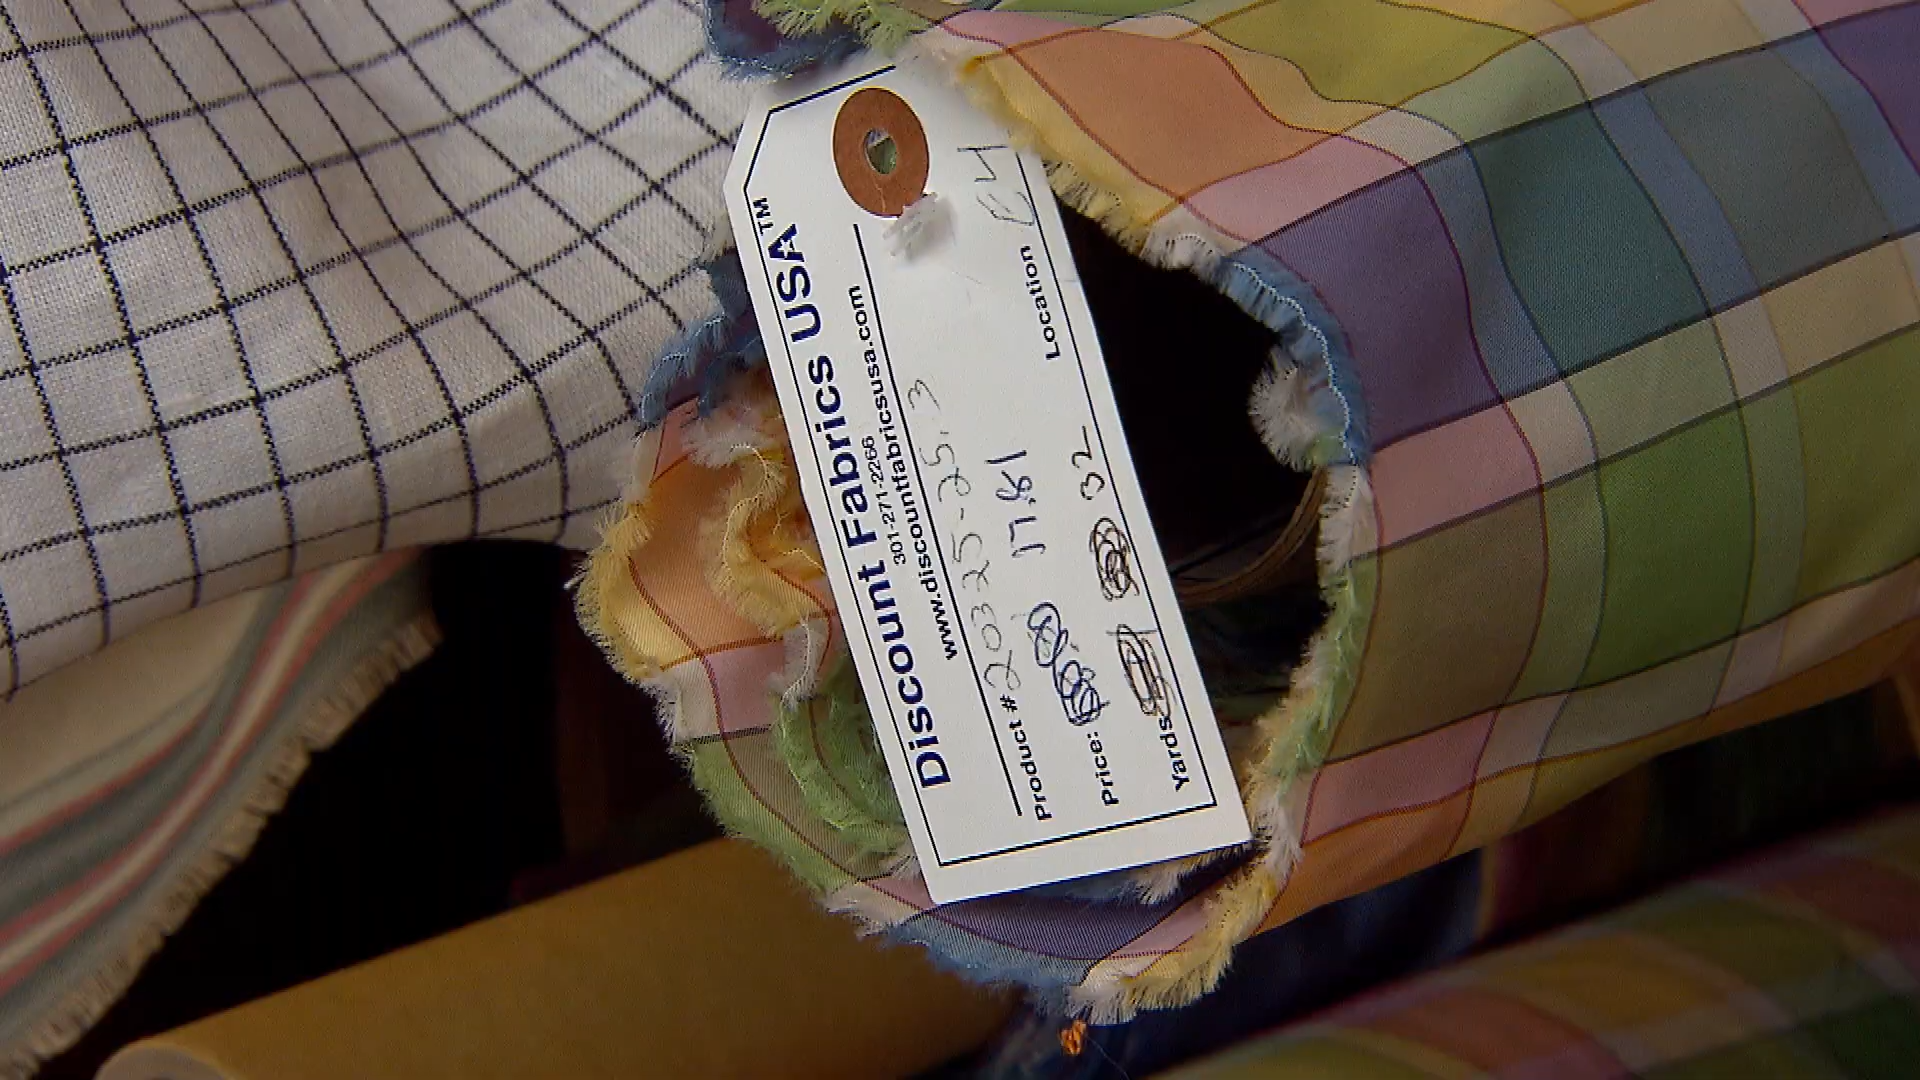 Discount Fabrics USA™
301-271-2266
www.discountfabricsusa.com
Product # 20325-25.3
Price: 17.81
Yards 32 Location E4